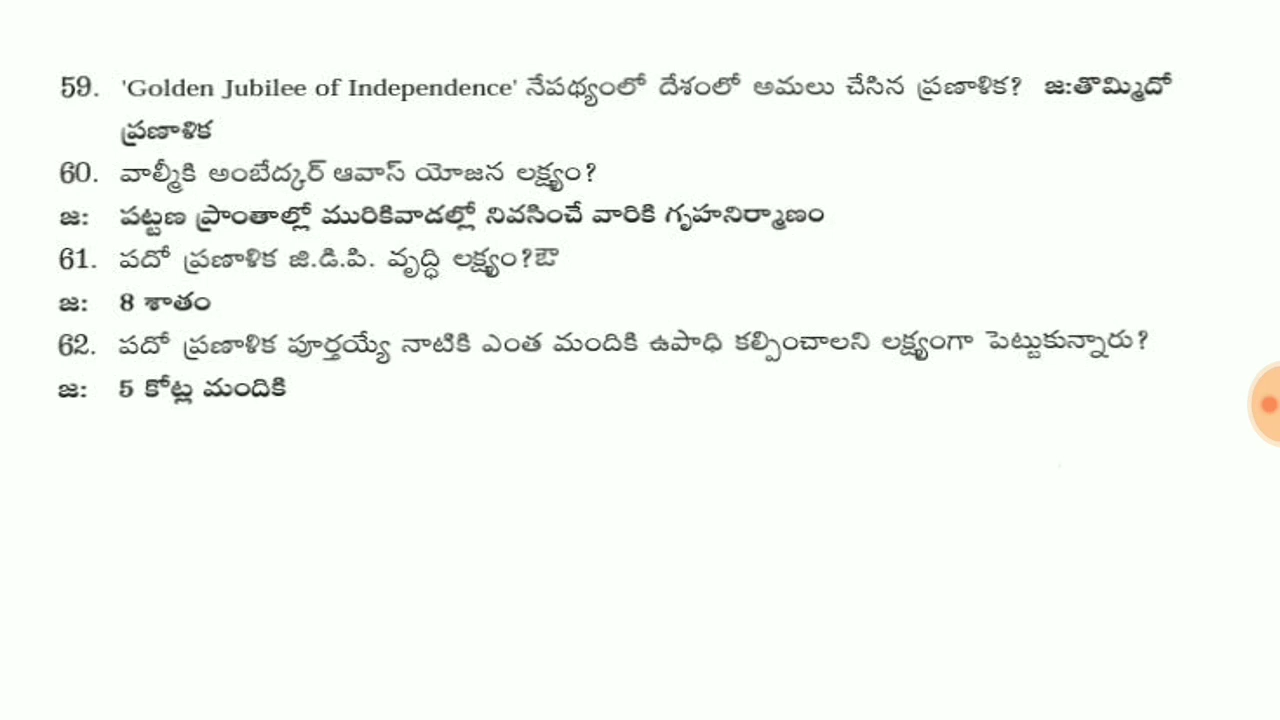 59. 'Golden Jubilee of Independence' నేపథ్యంలో దేశంలో అమలు చేసిన ప్రణాళిక? జ:తొమ్మిదో
ప్రణాళిక
60. వాల్మీకి అంబేద్కర్ ఆవాస్ యోజన లక్ష్యం?
జ: పట్టణ ప్రాంతాల్లో మురికివాడల్లో నివసించే వారికి గృహనిర్మాణం
61. పదో ప్రణాళిక జి.డి.పి. వృద్ధి లక్ష్యం?ఔ
జ: 8 శాతం
62. పదో ప్రణాళిక పూర్తయ్యే నాటికి ఎంత మందికి ఉపాధి కల్పించాలని లక్ష్యంగా పెట్టుకున్నారు?
జ: 5 కోట్ల మందికి